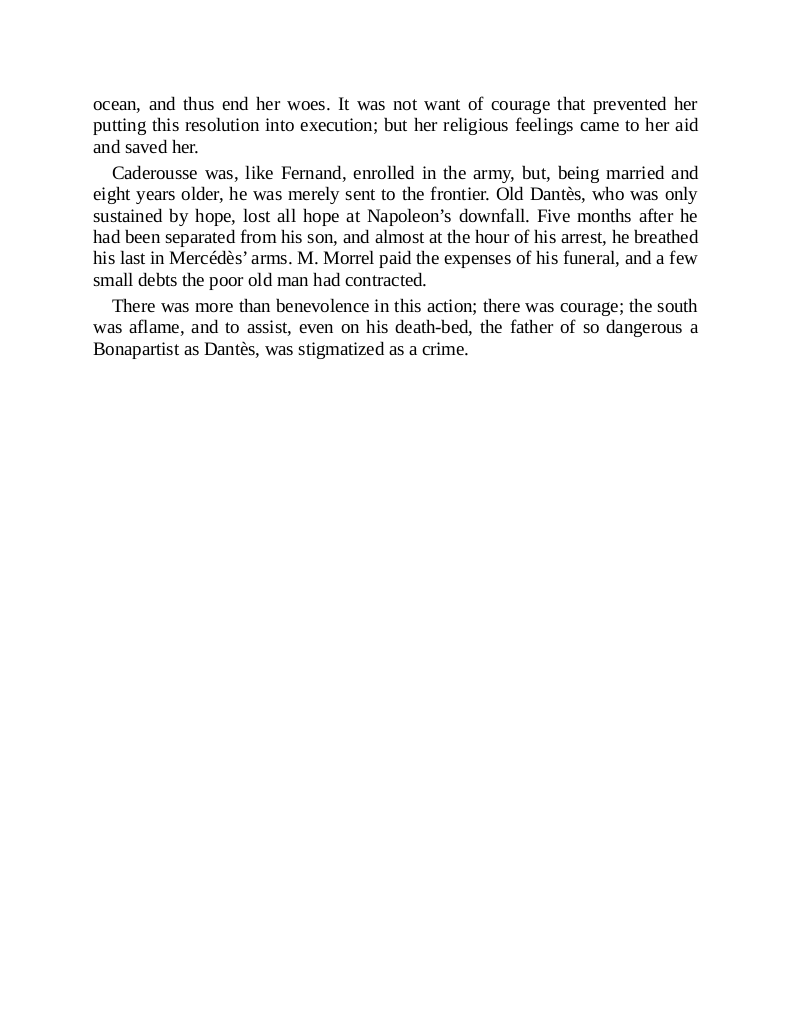 ocean, and thus end her woes. It was not want of courage that prevented her
putting this resolution into execution; but her religious feelings came to her aid
and saved her.
Caderousse was, like Fernand, enrolled in the army, but, being married and
eight years older, he was merely sent to the frontier. Old Dantès, who was only
sustained by hope, lost all hope at Napoleon’s downfall. Five months after he
had been separated from his son, and almost at the hour of his arrest, he breathed
his last in Mercédès’ arms. M. Morrel paid the expenses of his funeral, and a few
small debts the poor old man had contracted.
There was more than benevolence in this action; there was courage; the south
was aflame, and to assist, even on his death-bed, the father of so dangerous a
Bonapartist as Dantès, was stigmatized as a crime.